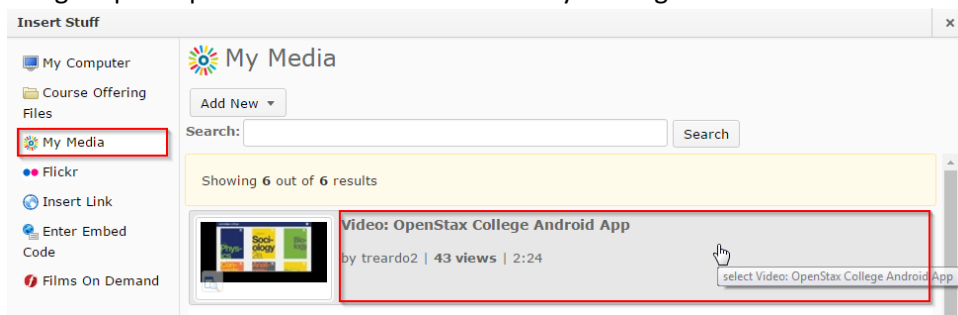 Insert Stuff
×
My Computer
Course Offering
Files
My Media
Flickr
Insert Link
Enter Embed
Code
Films On Demand
My Media
Add New
Search:
Search
Showing 6 out of 6 results
Video: OpenStax College Android App
by treardo2 | 43 views | 2:24
select Video: OpenStax College Android App